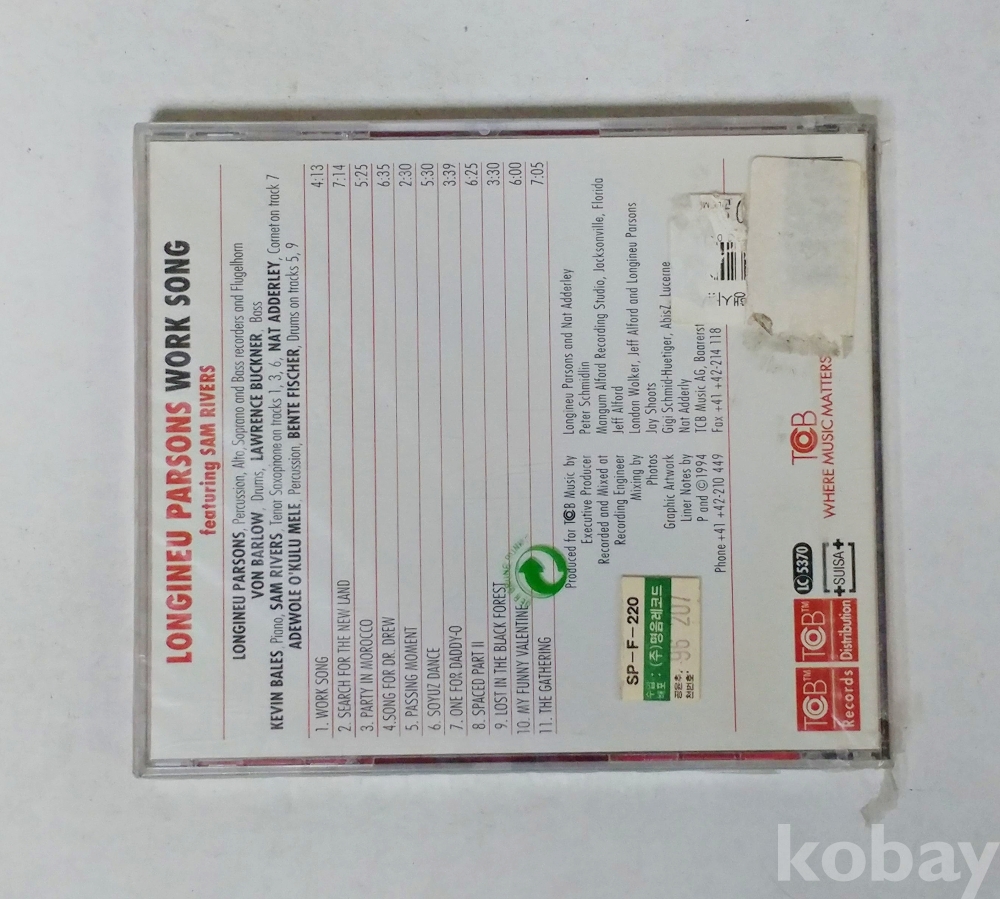 LONGINEU PARSONS WORK SONG
featuring SAM RIVERS
LONGINEU PARSONS, Percussion, Alto, Soprano and Bass recorders and Flugelhorn
VON BARLOW, Drums, LAWRENCE BUCKNER, Bass
KEVIN BALES Piano, SAM RIVERS Tenor Saxophone on tracks 1, 3, 6, NAT ADDERLEY, Cornet on track 7
ADEWOLE O'KULU MELE, Percussion, BENTE FISCHER, Drums on tracks 5, 9
1. WORK SONG 4:13
2. SEARCH FOR THE NEW LAND 7:14
3. PARTY IN MOROCCO 5:25
4.SONG FOR DR. DREW 6:35
5. PASSING MOMENT 2:30
6. SOYUZ DANCE 5:30
7. ONE FOR DADDY-O 3:39
8. SPACED PART II 6:25
9. LOST IN THE BLACK FOREST 3:30
10. MY FUNNY VALENTINE 6:00
11. THE GATHERING 7:05
Produced for TCB Music by Longineu Parsons and Nat Adderley
Executive Producer Peter Schmidlin
Recorded and Mixed at Mangum Alford Recording Studio, Jacksonville, Florida
Recording Engineer Jeff Alford
Mixing by London Walker, Jeff Alford and Longineu Parsons
Photos Jay Shoots
Graphic Artwork Gigi Schmid-Huetiger, AbisZ. Lucerne
Liner Notes by Nat Adderly
P and ©1994 TCB Music AG, Baarerst
Phone +41 +42-210 449 Fax +41 +42-214 118
SP-F-220
(주)명음레코드
96 207
TCB™ TCB™
Records Distribution
LC 5370
+SUISA+
TCB
WHERE MUSIC MATTERS
kobay